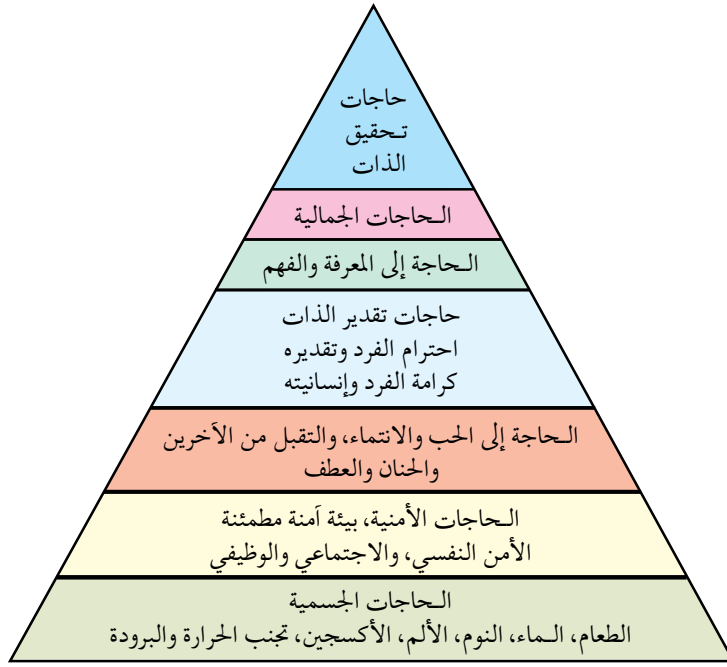 حاجات
تحقيق
الذات
الحاجات الجمالية
الحاجة إلى المعرفة والفهم
حاجات تقدير الذات
احترام الفرد وتقديره
كرامة الفرد وإنسانيته
الحاجة إلى الحب والانتماء، والتقبل من الآخرين
والحنان والعطف
الحاجات الأمنية، بيئة آمنة مطمئنة
الأمن النفسي، والاجتماعي والوظيفي
الحاجات الجسمية
الطعام، الماء، النوم، الألم، الأكسجين، تجنب الحرارة والبرودة